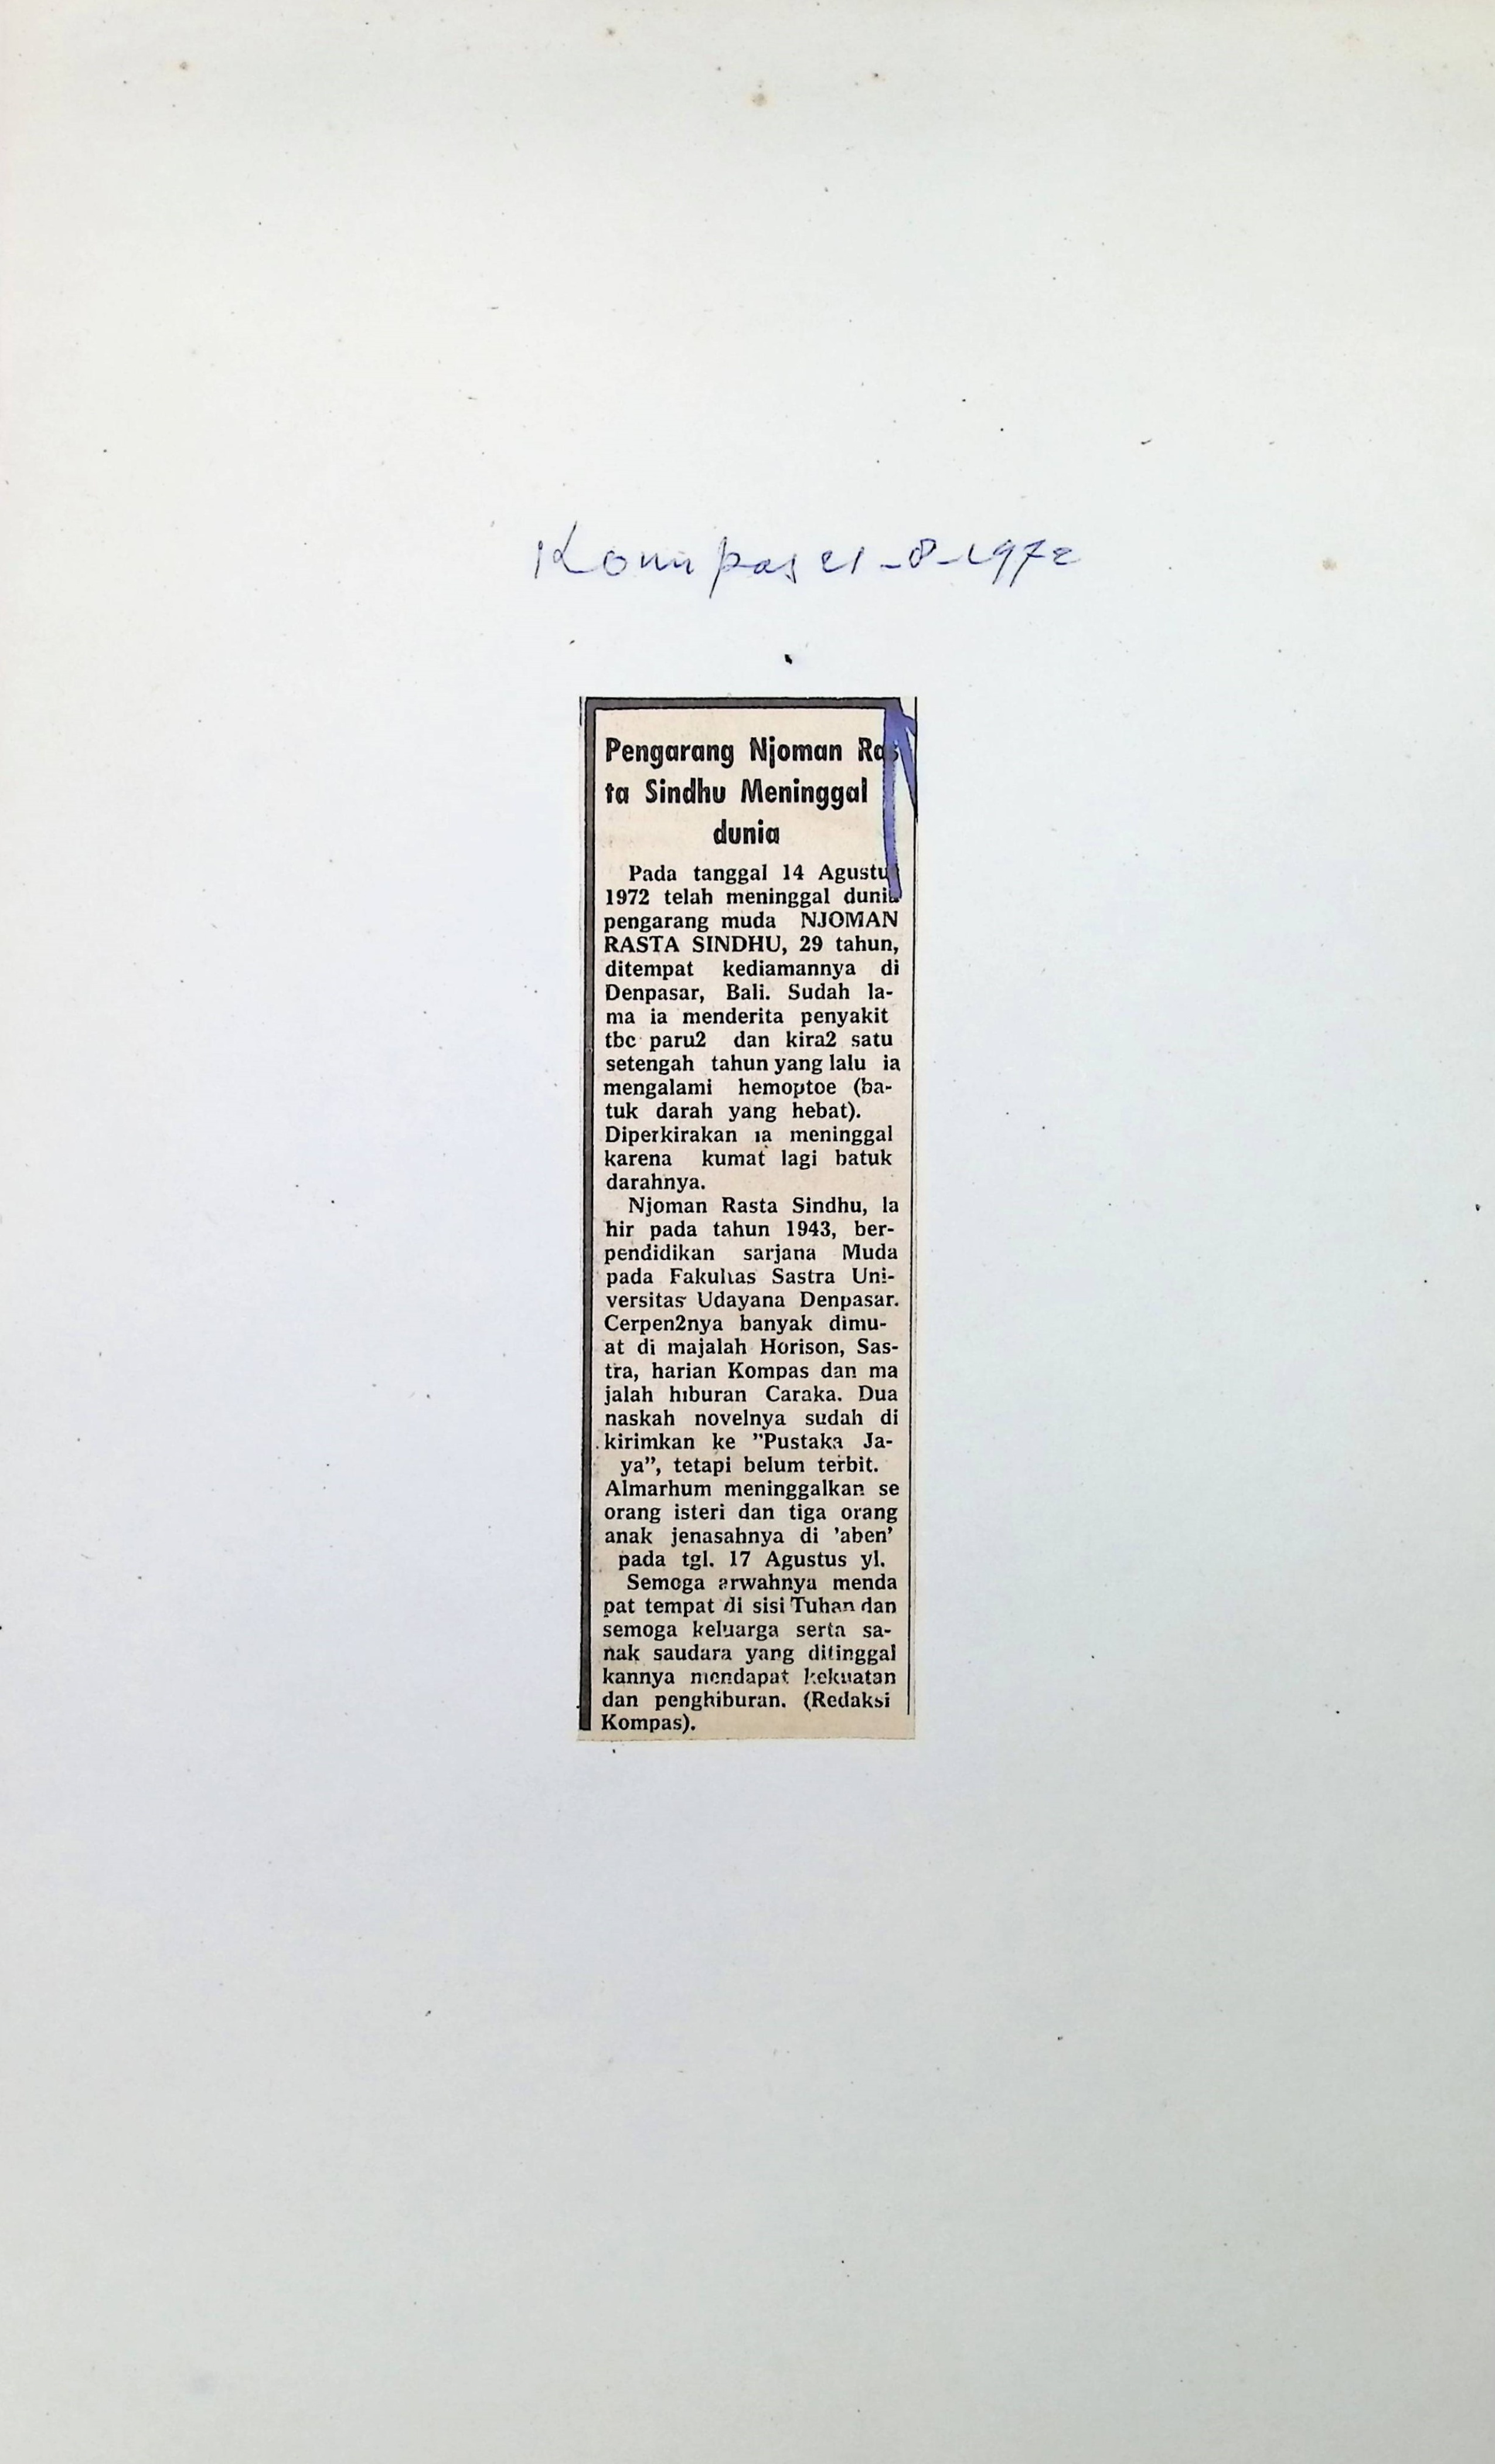 Kompas 21-8-1972
Pengarang Njoman Ras
ta Sindhu Meninggal
dunia
Pada tanggal 14 Agustus
1972 telah meninggal dunia
pengarang muda NJOMAN
RASTA SINDHU, 29 tahun,
ditempat kediamannya di
Denpasar, Bali. Sudah la-
ma ia menderita penyakit
tbc paru2 dan kira2 satu
setengah tahun yang lalu ia
mengalami hemoptoe (ba-
tuk darah yang hebat).
Diperkirakan ia meninggal
karena kumat lagi batuk
darahnya.
Njoman Rasta Sindhu, la
hir pada tahun 1943, ber-
pendidikan sarjana Muda
pada Fakultas Sastra Uni-
versitas Udayana Denpasar.
Cerpen2nya banyak dimu-
at di majalah Horison, Sas-
tra, harian Kompas dan ma
jalah hiburan Caraka. Dua
naskah novelnya sudah di
kirimkan ke ”Pustaka Ja-
ya”, tetapi belum terbit.
Almarhum meninggalkan se
orang isteri dan tiga orang
anak jenasahnya di ’aben’
pada tgl. 17 Agustus yl.
Semoga arwahnya menda
pat tempat di sisi Tuhan dan
semoga keluarga serta sa-
nak saudara yang ditinggal
kannya mendapat kekuatan
dan penghiburan. (Redaksi
Kompas).